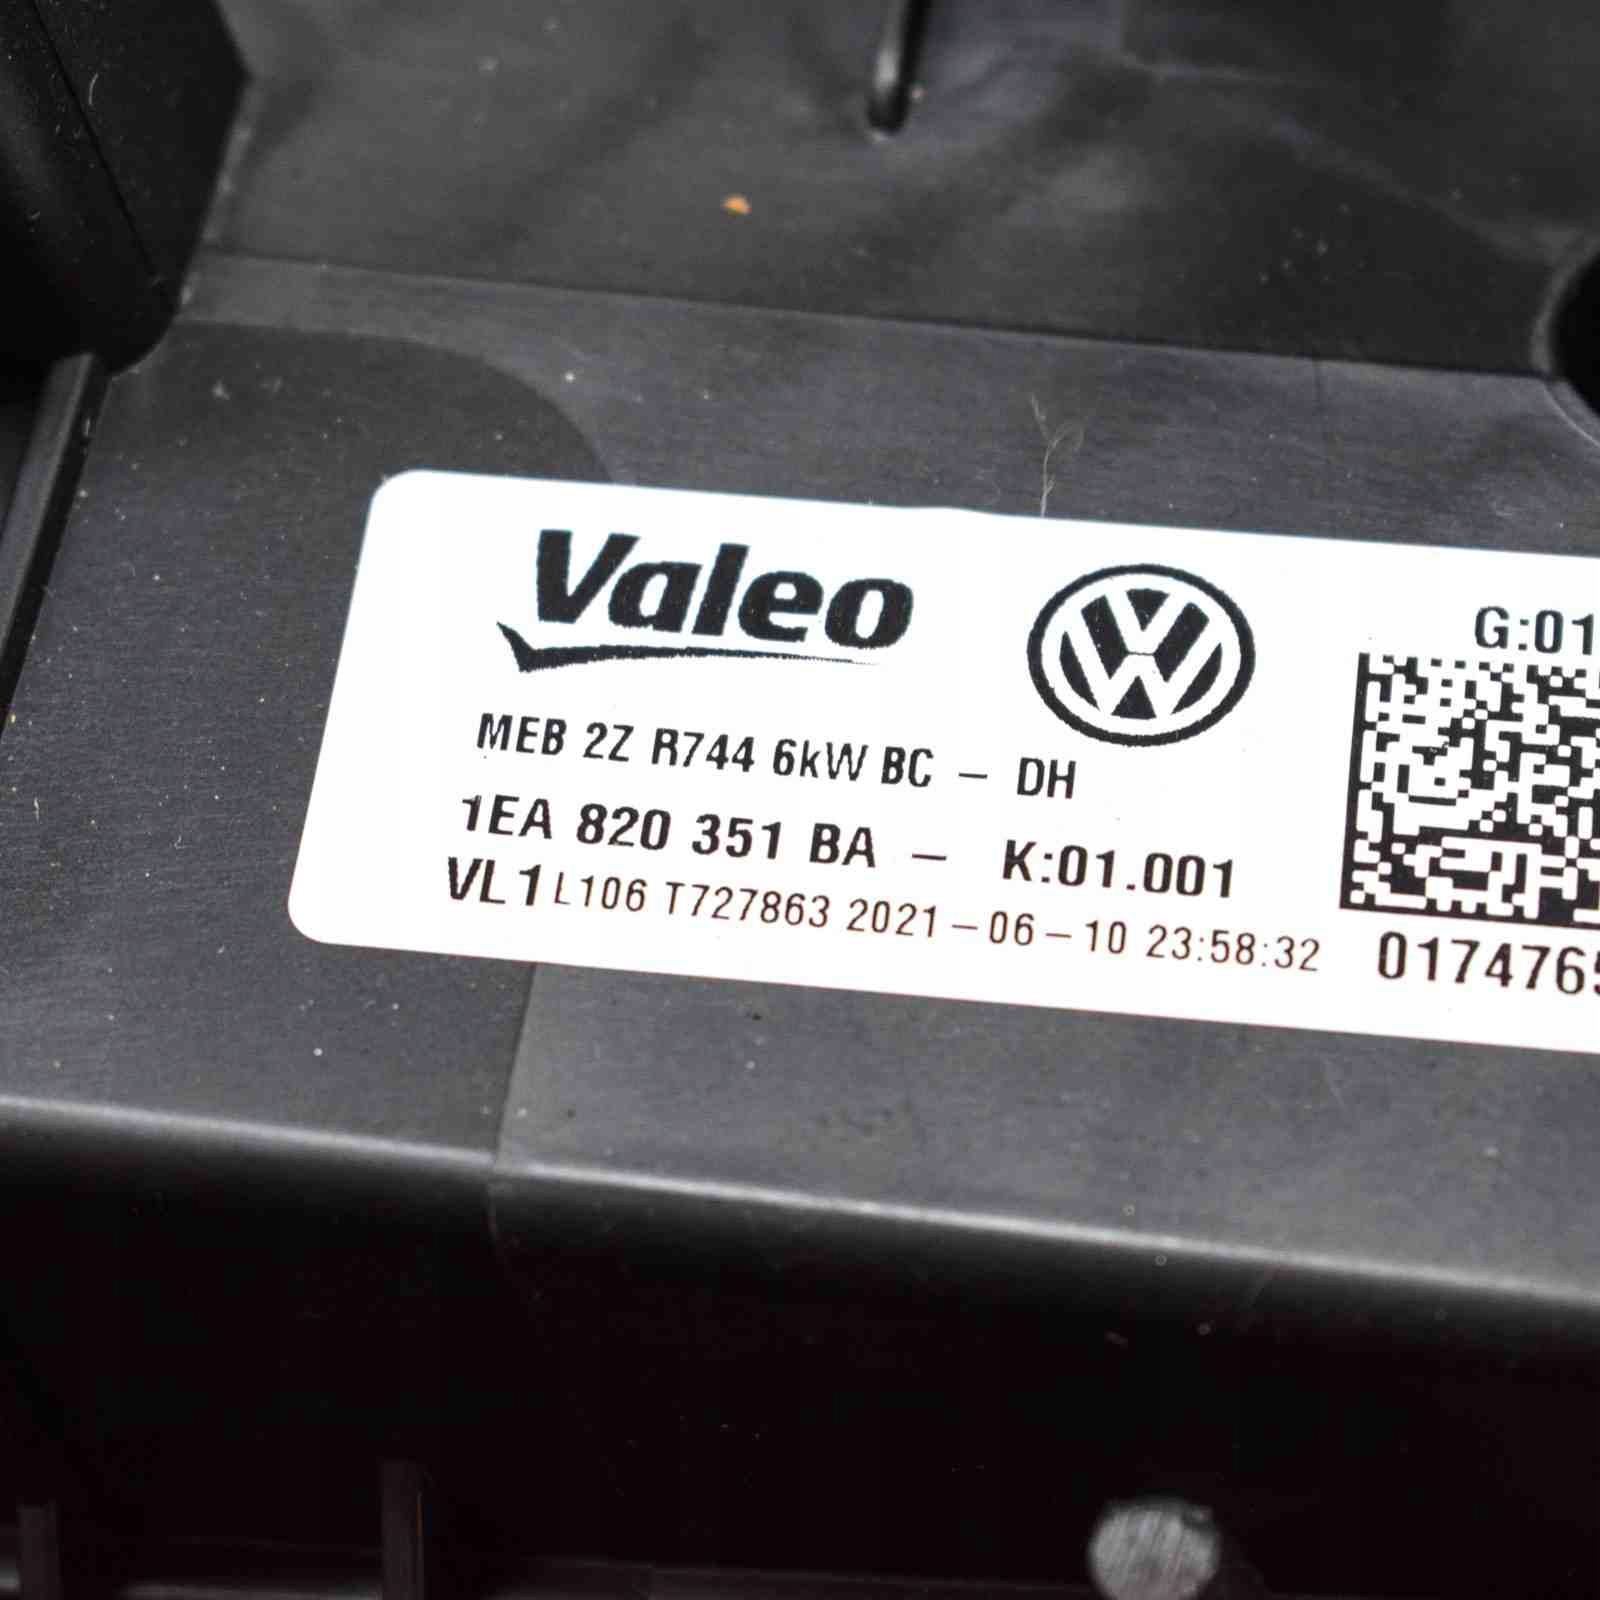 Valeo
G:01
MEB 2Z R744 6kW BC – DH
1EA 820 351 BA – K:01.001
VL1 L106 T727863 2021-06-10 23:58:32
0174765